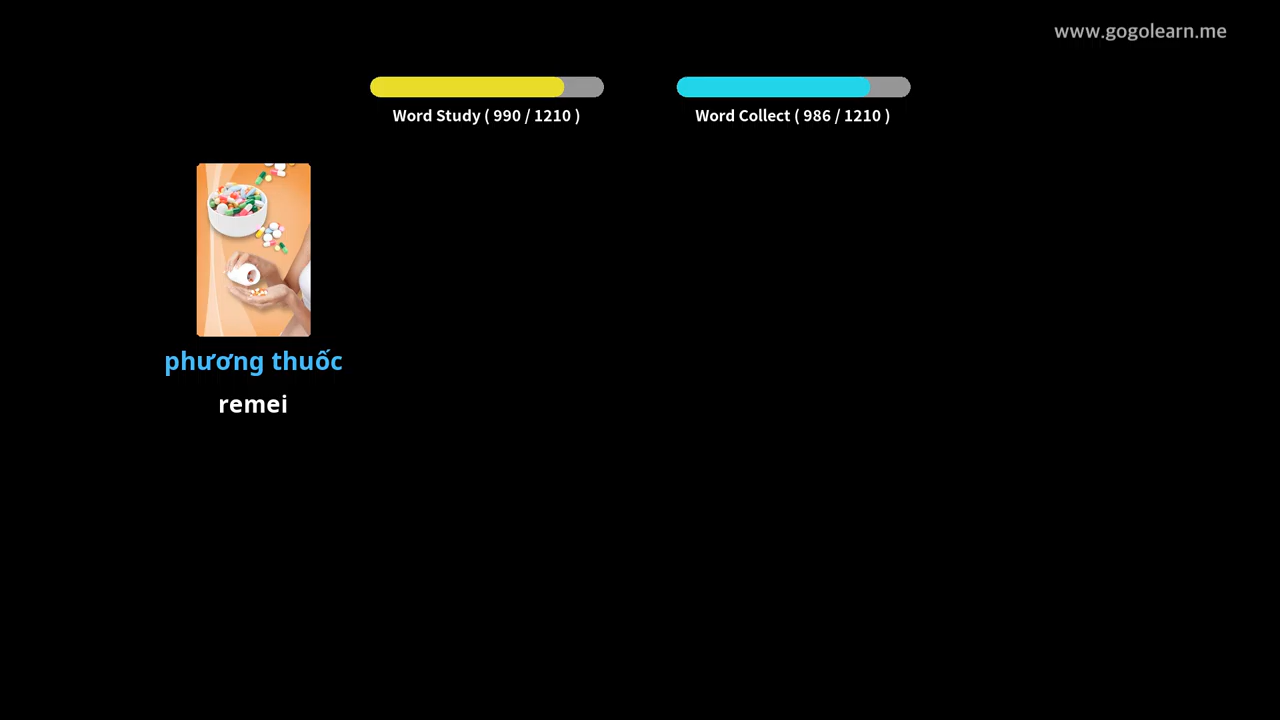 www.gogolearn.me
Word Study ( 990 / 1210 )
Word Collect ( 986 / 1210 )
phương thuốc
remei